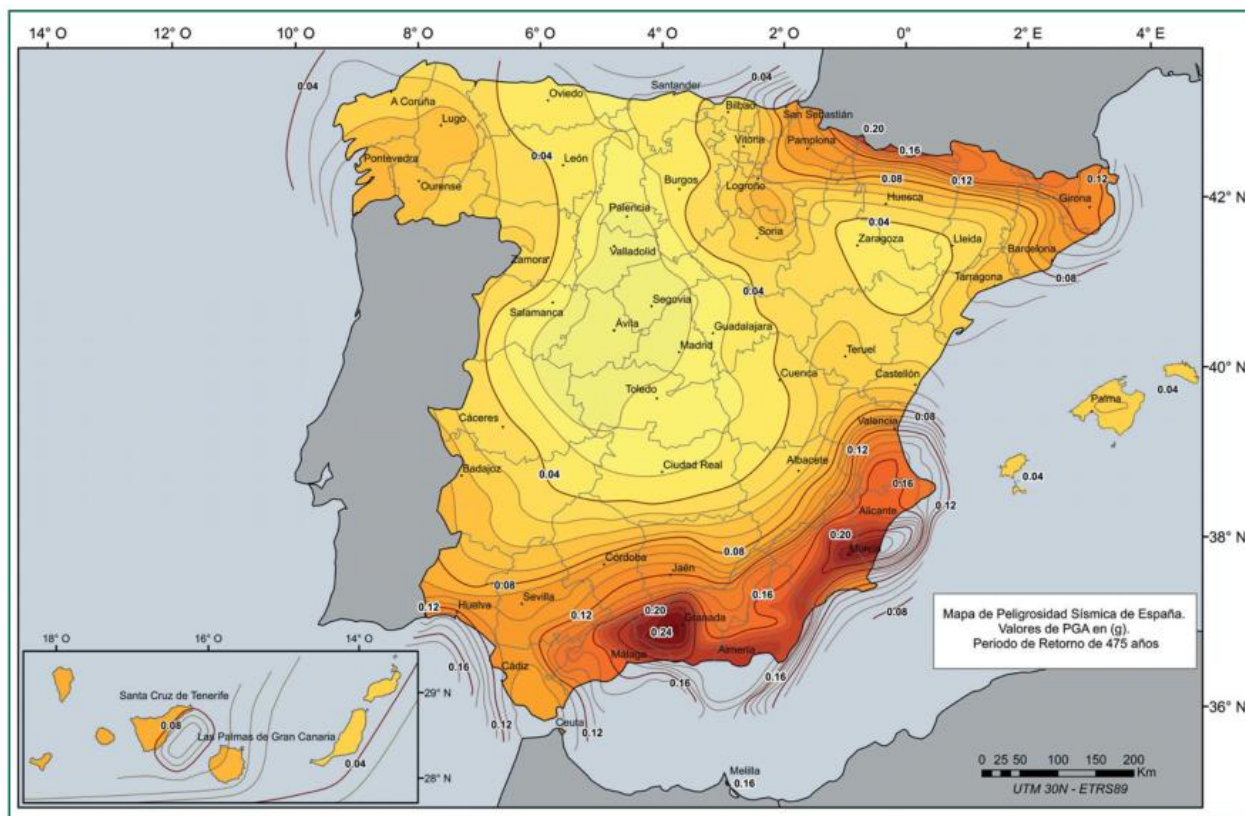 14° O 12° O 10° O 8° O 6° O 4° O 2° O 0° O 2° E 4° E
0.04 Santander 0.04
A Coruña Oviedo Bilbao San Sebastián
Lugo Vitoria Pamplona 0.20
0.16
Pontevedra 0.04 León
Ourense Burgos Logroño 0.08 0.12 0.12
Huesca Girona 42° N
Palencia 0.04
Soria Zaragoza Lleida
Valladolid Barcelona
Zamora 0.08
Tarragona
0.04
Salamanca Segovia
Ávila Guadalajara
Madrid Teruel
40° N
Cuenca Castellón 0.04
Toledo Palma
Cáceres 0.08
Valencia
0.12
Badajoz 0.04 Ciudad Real Albacete
0.16 0.04
Alicante 0.12
0.20 38° N
Murcia
Córdoba 0.08
Jaén
0.08
0.16
0.12 Huelva Sevilla 0.12 0.20 0.08
Granada
0.24
Málaga Almería
Cádiz
0.16 0.16 0.16
0.12 Ceuta 0.12
36° N
Melilla
0.16
Mapa de Peligrosidad Sísmica de España.
Valores de PGA en (g).
Periodo de Retorno de 475 años
18° O 16° O 14° O
Santa Cruz de Tenerife
29° N
0.08
Las Palmas de Gran Canaria
0.04
28° N
0 25 50 100 150 200
Km
UTM 30N - ETRS89